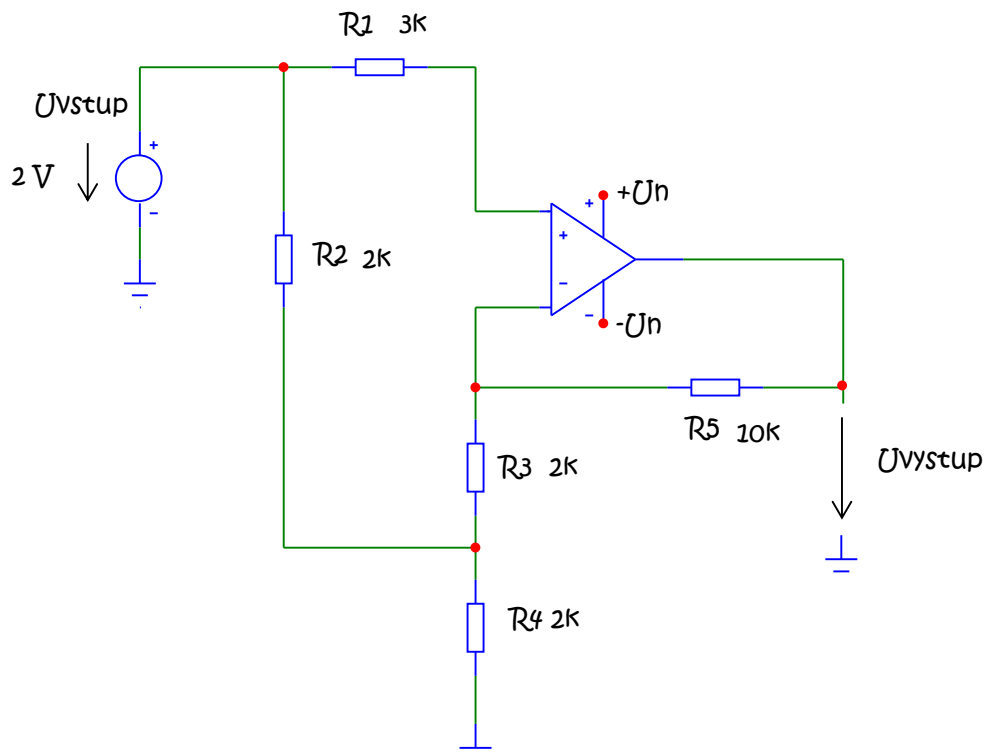 R1 3k
Uvstup
2 V
+Un
R2 2k
-Un
R5 10k
R3 2k
Uvystup
R4 2k